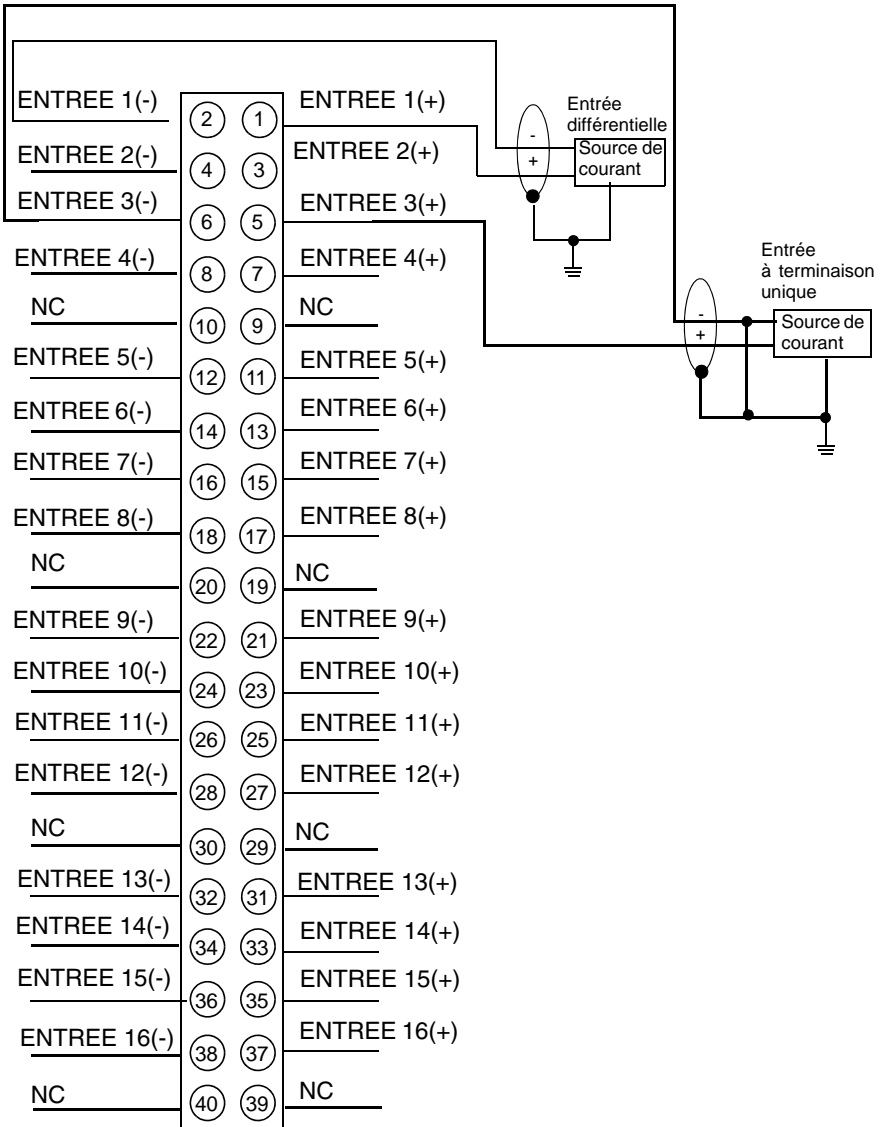 ENTREE 1(-) 2 1 ENTREE 1(+)
ENTREE 2(-) 4 3 ENTREE 2(+)
ENTREE 3(-) 6 5 ENTREE 3(+)
ENTREE 4(-) 8 7 ENTREE 4(+)
NC 10 9 NC
ENTREE 5(-) 12 11 ENTREE 5(+)
ENTREE 6(-) 14 13 ENTREE 6(+)
ENTREE 7(-) 16 15 ENTREE 7(+)
ENTREE 8(-) 18 17 ENTREE 8(+)
NC 20 19 NC
ENTREE 9(-) 22 21 ENTREE 9(+)
ENTREE 10(-) 24 23 ENTREE 10(+)
ENTREE 11(-) 26 25 ENTREE 11(+)
ENTREE 12(-) 28 27 ENTREE 12(+)
NC 30 29 NC
ENTREE 13(-) 32 31 ENTREE 13(+)
ENTREE 14(-) 34 33 ENTREE 14(+)
ENTREE 15(-) 36 35 ENTREE 15(+)
ENTREE 16(-) 38 37 ENTREE 16(+)
NC 40 39 NC
Entrée
différentielle
-
+
Source de
courant
Entrée
à terminaison
unique
-
+
Source de
courant